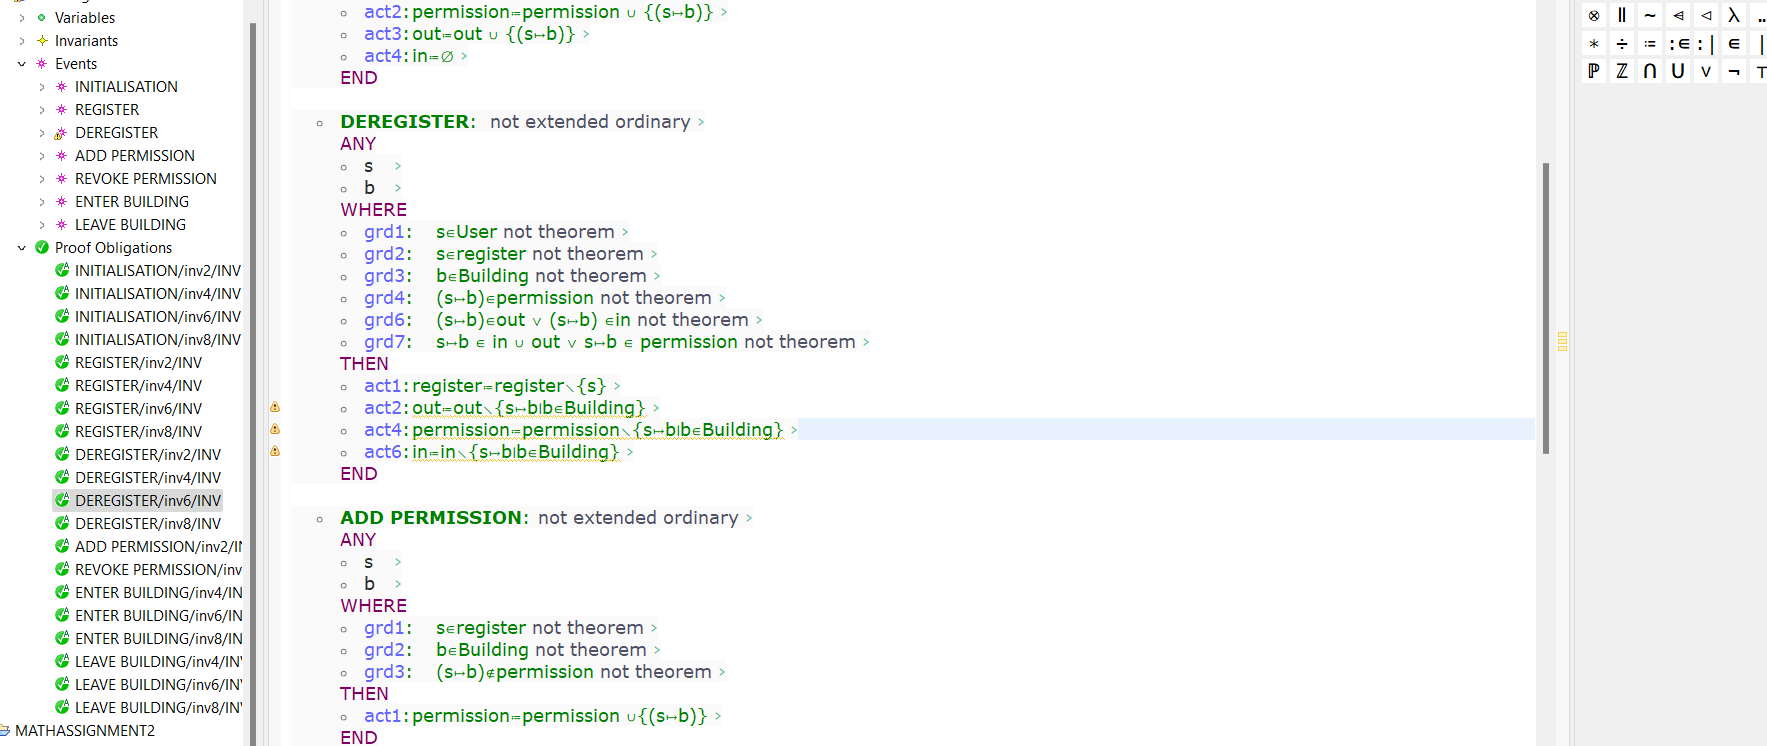 Variables
Invariants
Events
INITIALISATION
REGISTER
DEREGISTER
ADD PERMISSION
REVOKE PERMISSION
ENTER BUILDING
LEAVE BUILDING
Proof Obligations
INITIALISATION/inv2/INV
INITIALISATION/inv4/INV
INITIALISATION/inv6/INV
INITIALISATION/inv8/INV
REGISTER/inv2/INV
REGISTER/inv4/INV
REGISTER/inv6/INV
REGISTER/inv8/INV
DEREGISTER/inv2/INV
DEREGISTER/inv4/INV
DEREGISTER/inv6/INV
DEREGISTER/inv8/INV
ADD PERMISSION/inv2/IN
REVOKE PERMISSION/inv
ENTER BUILDING/inv4/IN
ENTER BUILDING/inv6/IN
ENTER BUILDING/inv8/IN
LEAVE BUILDING/inv4/IN
LEAVE BUILDING/inv6/IN
LEAVE BUILDING/inv8/IN
MATHASSIGNMENT2
act2: permission≔permission ∪ {(s↦b)} >
act3: out≔out ∪ {(s↦b)} >
act4: in≔∅ >
END
DEREGISTER: not extended ordinary >
ANY
s >
b >
WHERE
grd1: s∈User not theorem >
grd2: s∈register not theorem >
grd3: b∈Building not theorem >
grd4: (s↦b)∈permission not theorem >
grd6: (s↦b)∈out ∨ (s↦b) ∈in not theorem >
grd7: s↦b ∈ in ∪ out ∨ s↦b ∈ permission not theorem >
THEN
act1: register≔register∖{s} >
act2: out≔out∖{s↦b∣b∈Building} >
act4: permission≔permission∖{s↦b∣b∈Building} >
act6: in≔in∖{s↦b∣b∈Building} >
END
ADD PERMISSION: not extended ordinary >
ANY
s >
b >
WHERE
grd1: s∈register not theorem >
grd2: b∈Building not theorem >
grd3: (s↦b)∉permission not theorem >
THEN
act1: permission≔permission ∪{(s↦b)} >
END
⊗ ‖ ∼ ⩤ ◁ λ ‥
∗ ÷ ≔ :∈ :∣ ∈ ∣
ℙ ℤ ∩ ∪ ∨ ¬ ⊤